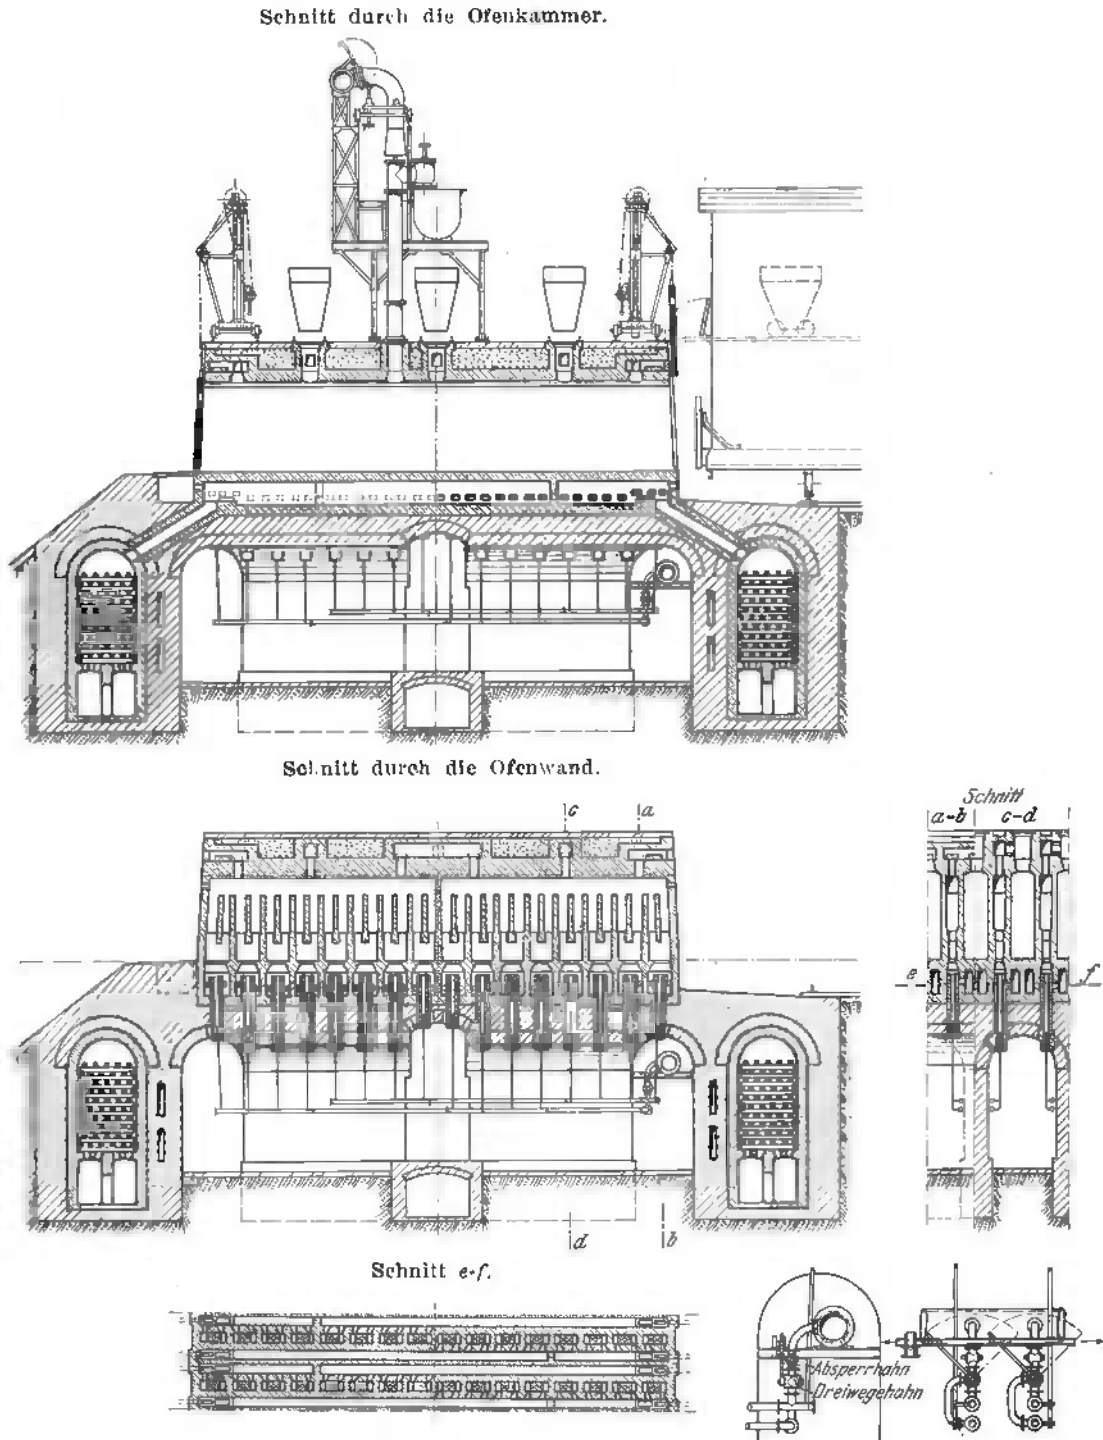 Schnitt durch die Ofenkammer.
Schnitt durch die Ofenwand.
c a
Schnitt
a-b c-d
e f
d b
Schnitt e-f.
Absperrhahn
Dreiwegehahn